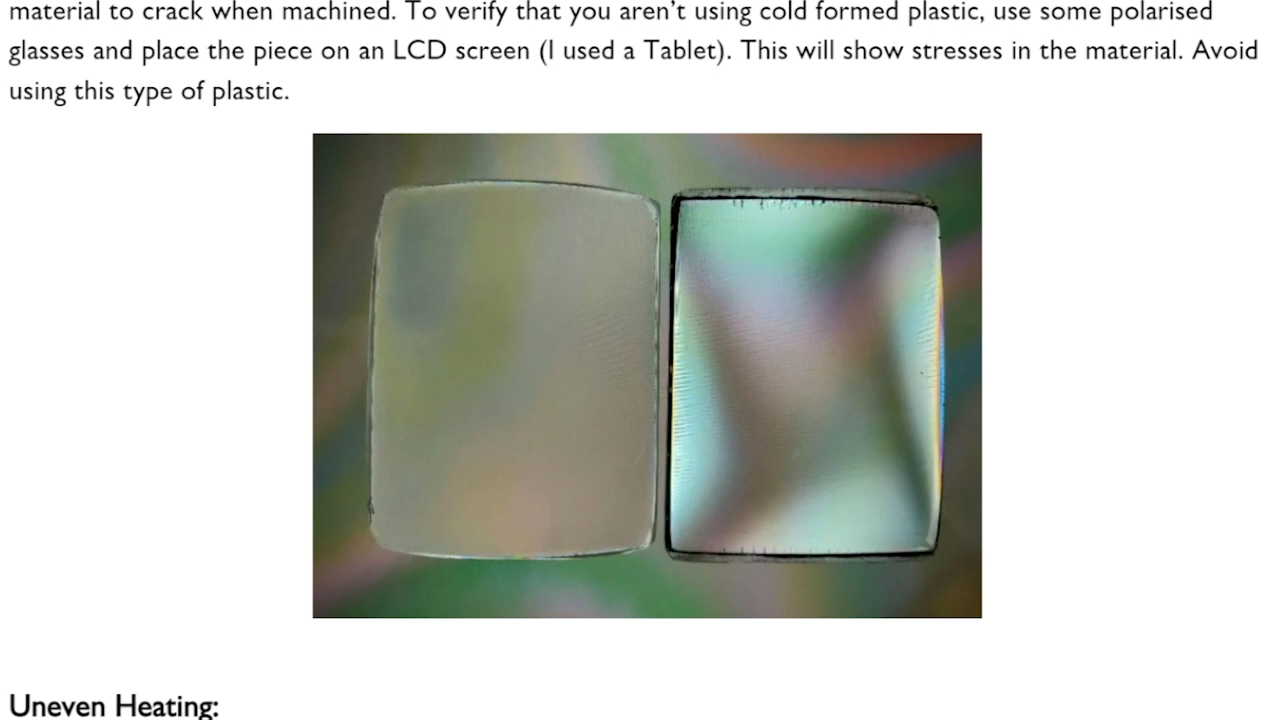 material to crack when machined. To verify that you aren’t using cold formed plastic, use some polarised
glasses and place the piece on an LCD screen (I used a Tablet). This will show stresses in the material. Avoid
using this type of plastic.
Uneven Heating: